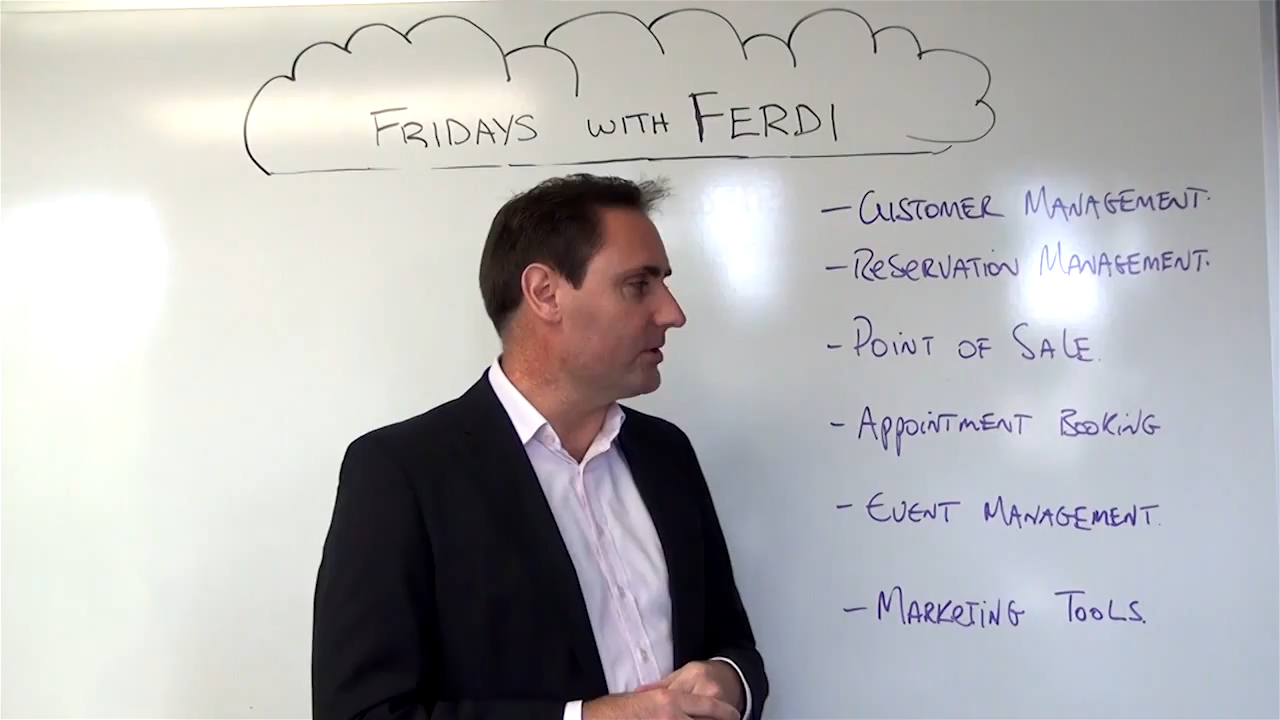 FRIDAYS WITH FERDI
- CUSTOMER MANAGEMENT.
- RESERVATION MANAGEMENT.
- POINT OF SALE.
- APPOINTMENT BOOKING
- EVENT MANAGEMENT.
- MARKETING TOOLS.